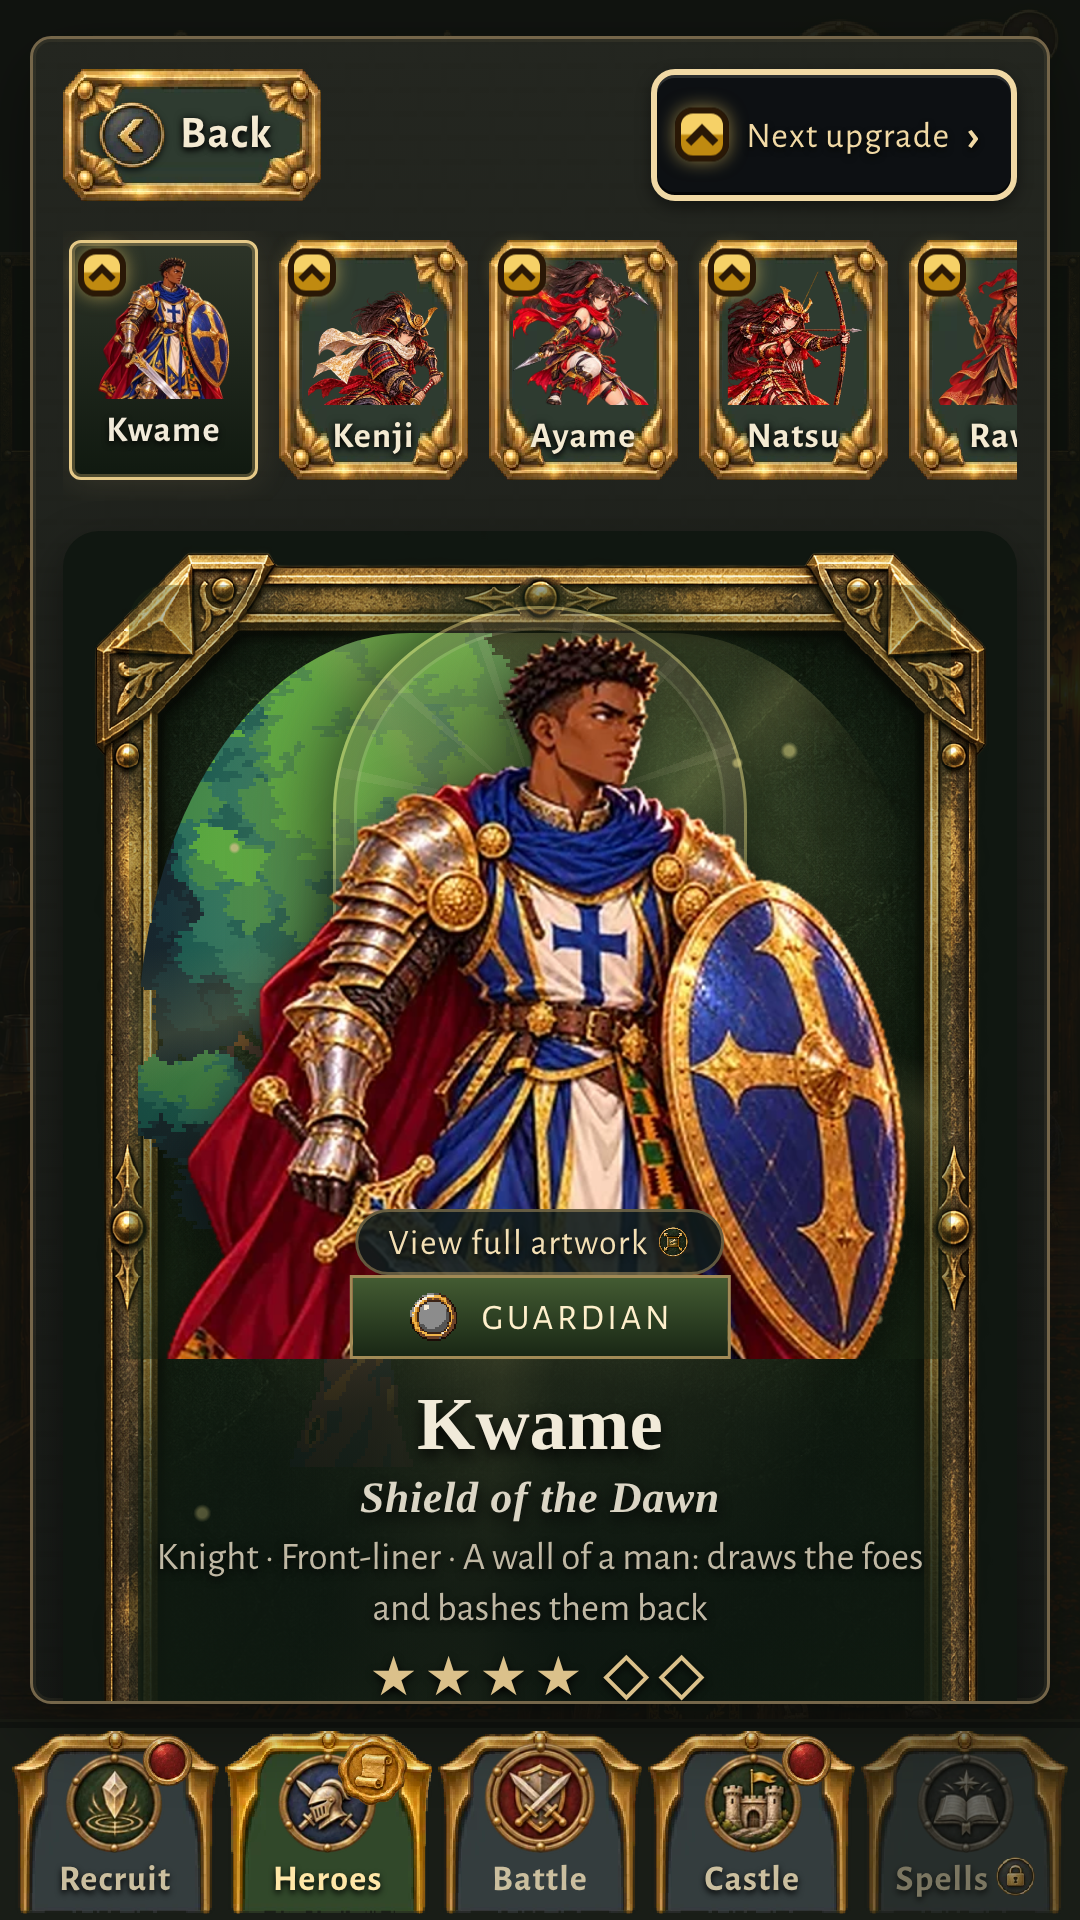 Back
Next upgrade ›
Kwame
Kenji
Ayame
Natsu
View full artwork
GUARDIAN
Kwame
Shield of the Dawn
Knight · Front-liner · A wall of a man: draws the foes
and bashes them back
Recruit
Heroes
Battle
Castle
Spells